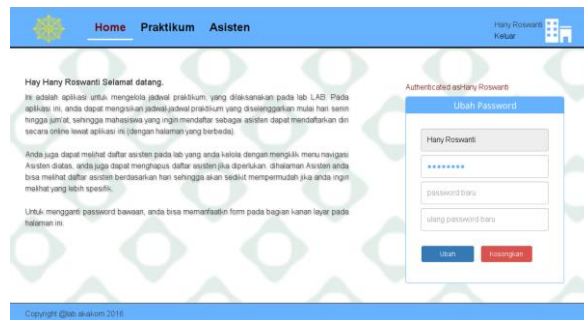 Home Praktikum Asisten
Hany Roswanti
Keluar
Hay Hany Roswanti Selamat datang.
Ini adalah aplikasi untuk mengelola jadwal praktikum, yang dilaksanakan pada lab LAB. Pada
aplikasi ini, anda dapat mengisikan jadwal-jadwal praktikum yang diselenggarkan mulai hari senin
hingga jum'at, sehingga mahasiswa yang ingin mendaftar sebagai asisten dapat mendaftarkan diri
secara online lewat aplikasi ini (dengan halaman yang berbeda).
Anda juga dapat melihat daftar asisten pada lab yang anda kelola dengan mengklik menu navigasi
Asisten diatas, anda juga dapat menghapus daftar asisten jika diperlukan. dihalaman Asisten anda
bisa melihat daftar asisten berdasarkan hari sehingga akan sedikit mempermudah jika anda ingin
melihat yang lebih spesifik.
Untuk mengganti password bawaan, anda bisa memanfaatkn form pada bagian kanan layar pada
halaman ini.
Authenticated asHany Roswanti
Ubah Password
Hany Roswanti
password baru
ulang password baru
Ubah Kosongkan
Copyright @lab.akakom 2016